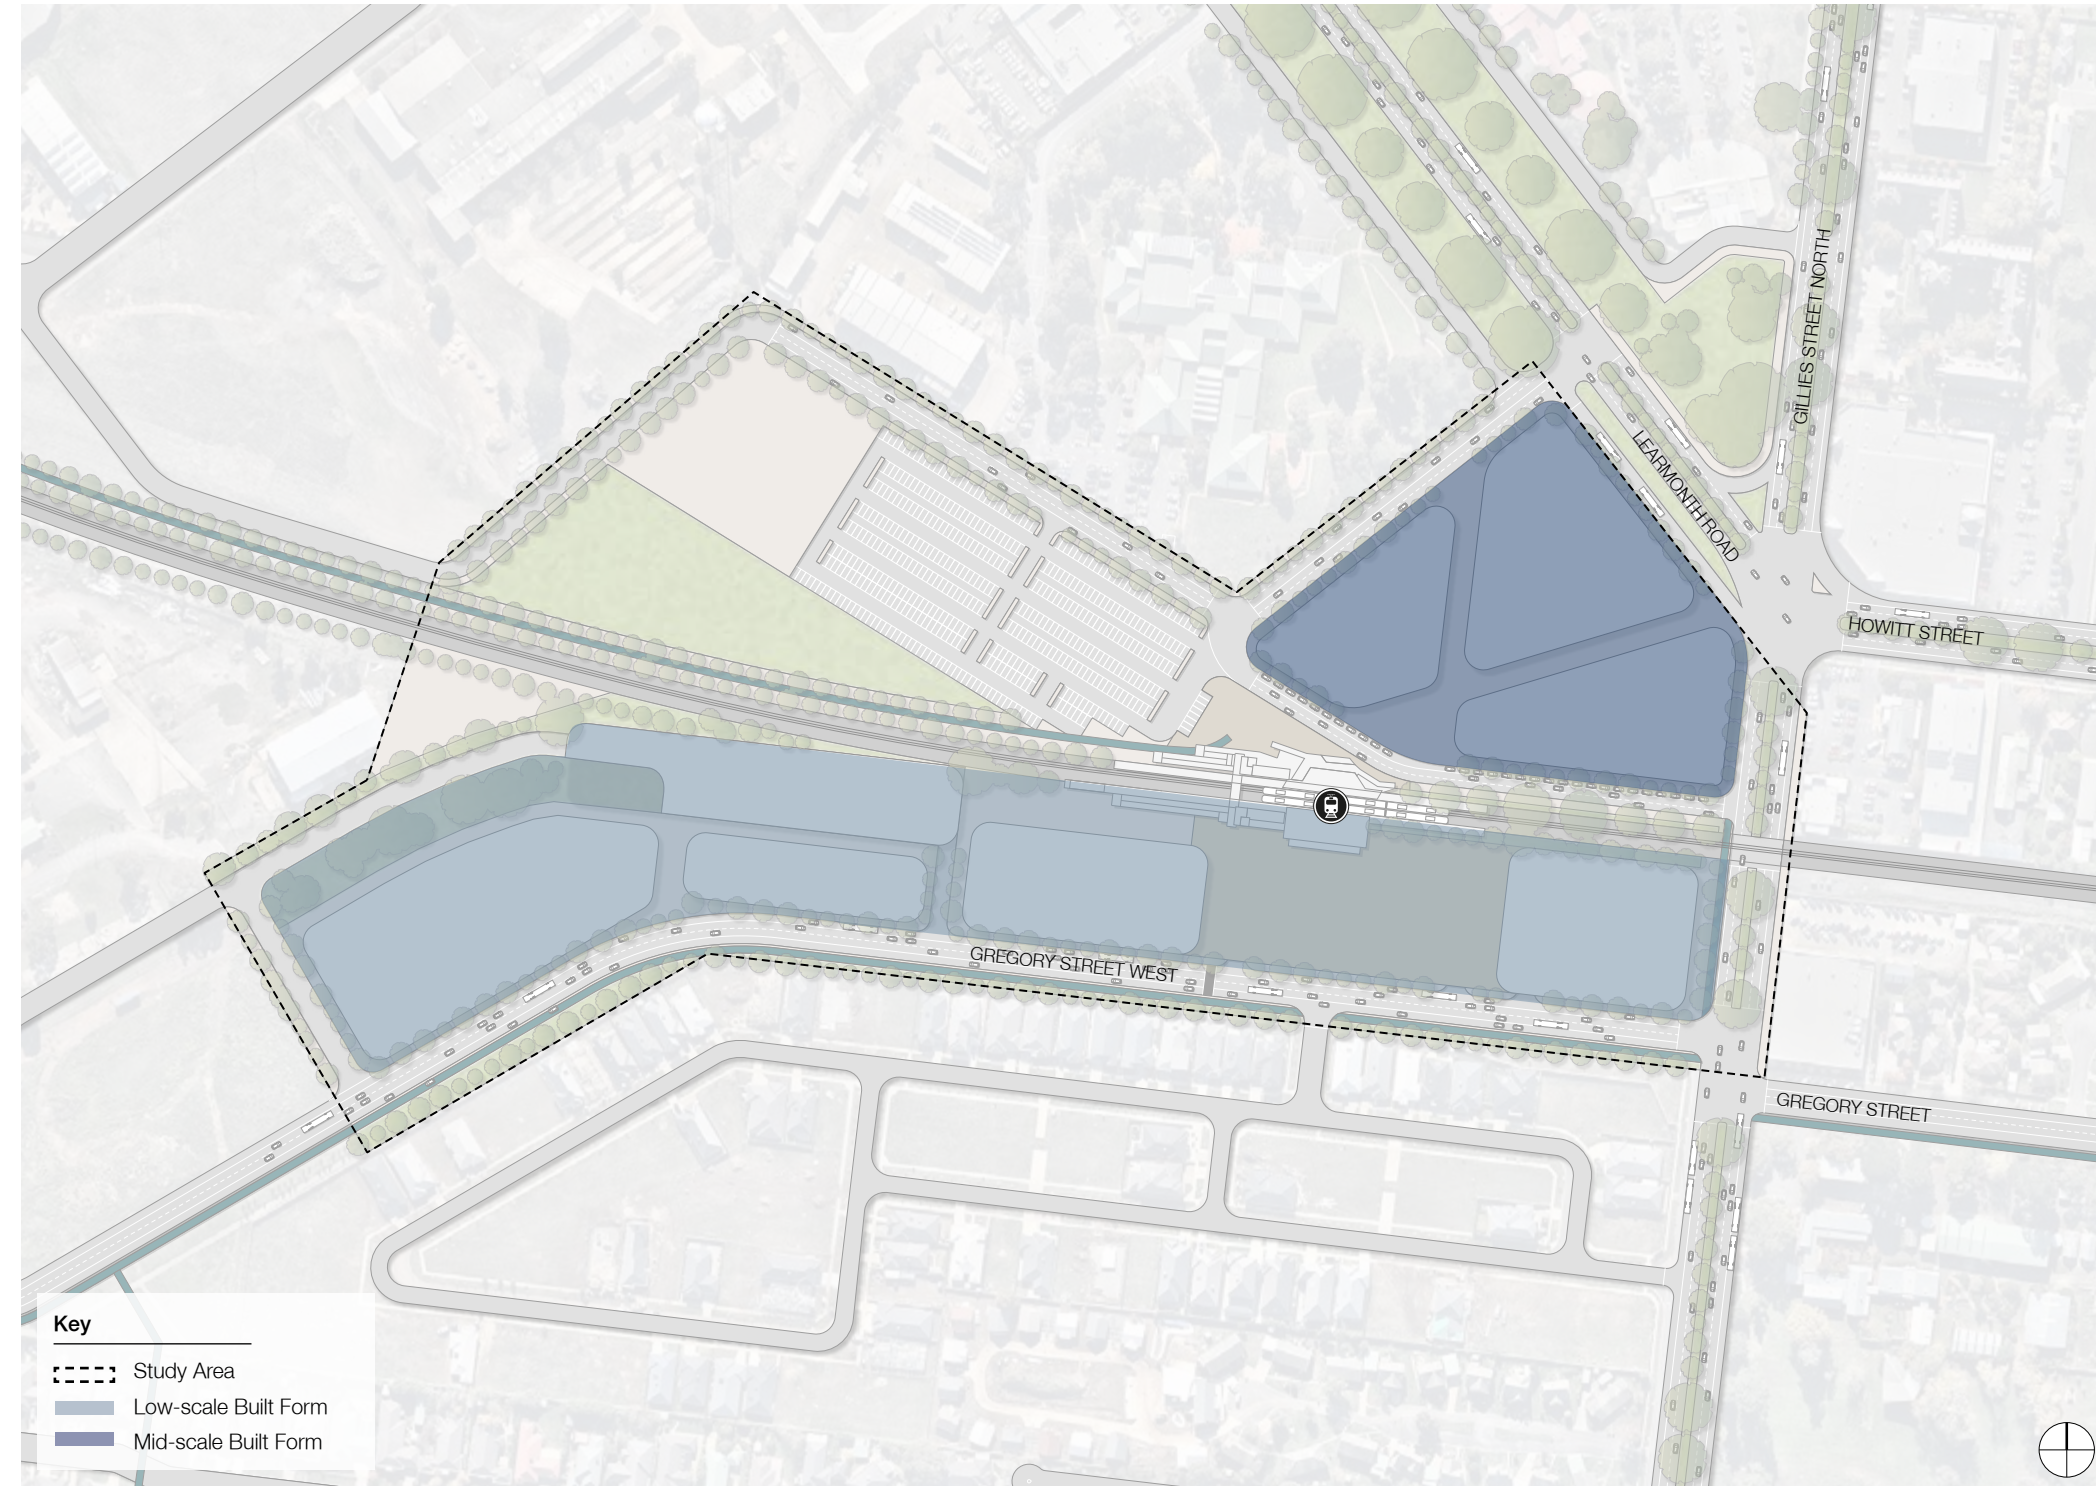 GILLIES STREET NORTH
LEARMONTH ROAD
HOWITT STREET
GREGORY STREET WEST
GREGORY STREET
Key
Study Area
Low-scale Built Form
Mid-scale Built Form